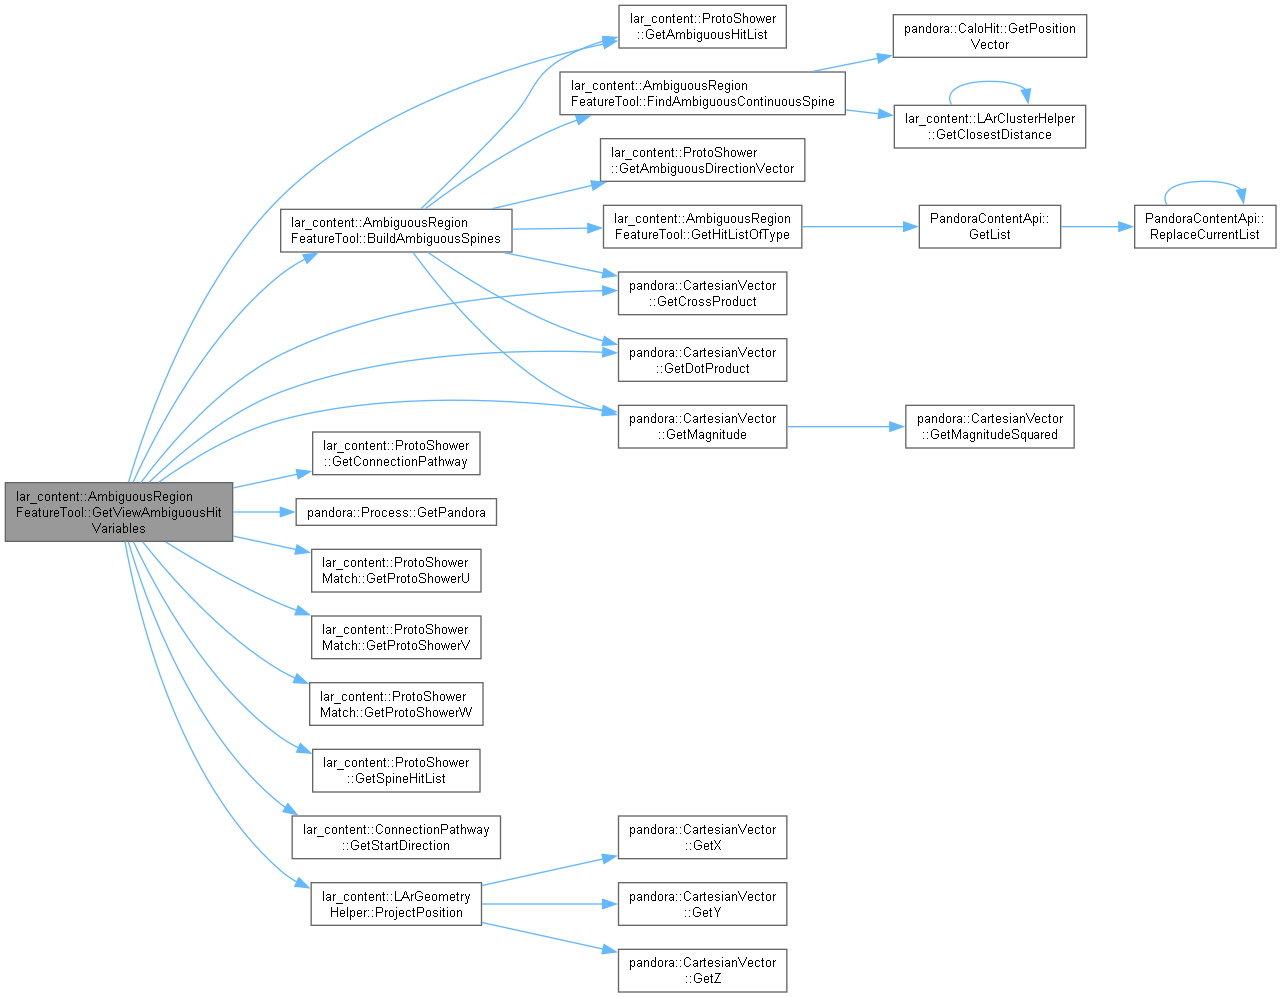 lar_content::ProtoShower
::GetAmbiguousHitList
pandora::CaloHit::GetPosition
Vector
lar_content::AmbiguousRegion
FeatureTool::FindAmbiguousContinuousSpine
lar_content::LArClusterHelper
::GetClosestDistance
lar_content::ProtoShower
::GetAmbiguousDirectionVector
lar_content::AmbiguousRegion
FeatureTool::BuildAmbiguousSpines
lar_content::AmbiguousRegion
FeatureTool::GetHitListOfType
PandoraContentApi::
GetList
PandoraContentApi::
ReplaceCurrentList
pandora::CartesianVector
::GetCrossProduct
pandora::CartesianVector
::GetDotProduct
pandora::CartesianVector
::GetMagnitude
pandora::CartesianVector
::GetMagnitudeSquared
lar_content::ProtoShower
::GetConnectionPathway
lar_content::AmbiguousRegion
FeatureTool::GetViewAmbiguousHit
Variables
pandora::Process::GetPandora
lar_content::ProtoShower
Match::GetProtoShowerU
lar_content::ProtoShower
Match::GetProtoShowerV
lar_content::ProtoShower
Match::GetProtoShowerW
lar_content::ProtoShower
::GetSpineHitList
lar_content::ConnectionPathway
::GetStartDirection
pandora::CartesianVector
::GetX
lar_content::LArGeometry
Helper::ProjectPosition
pandora::CartesianVector
::GetY
pandora::CartesianVector
::GetZ